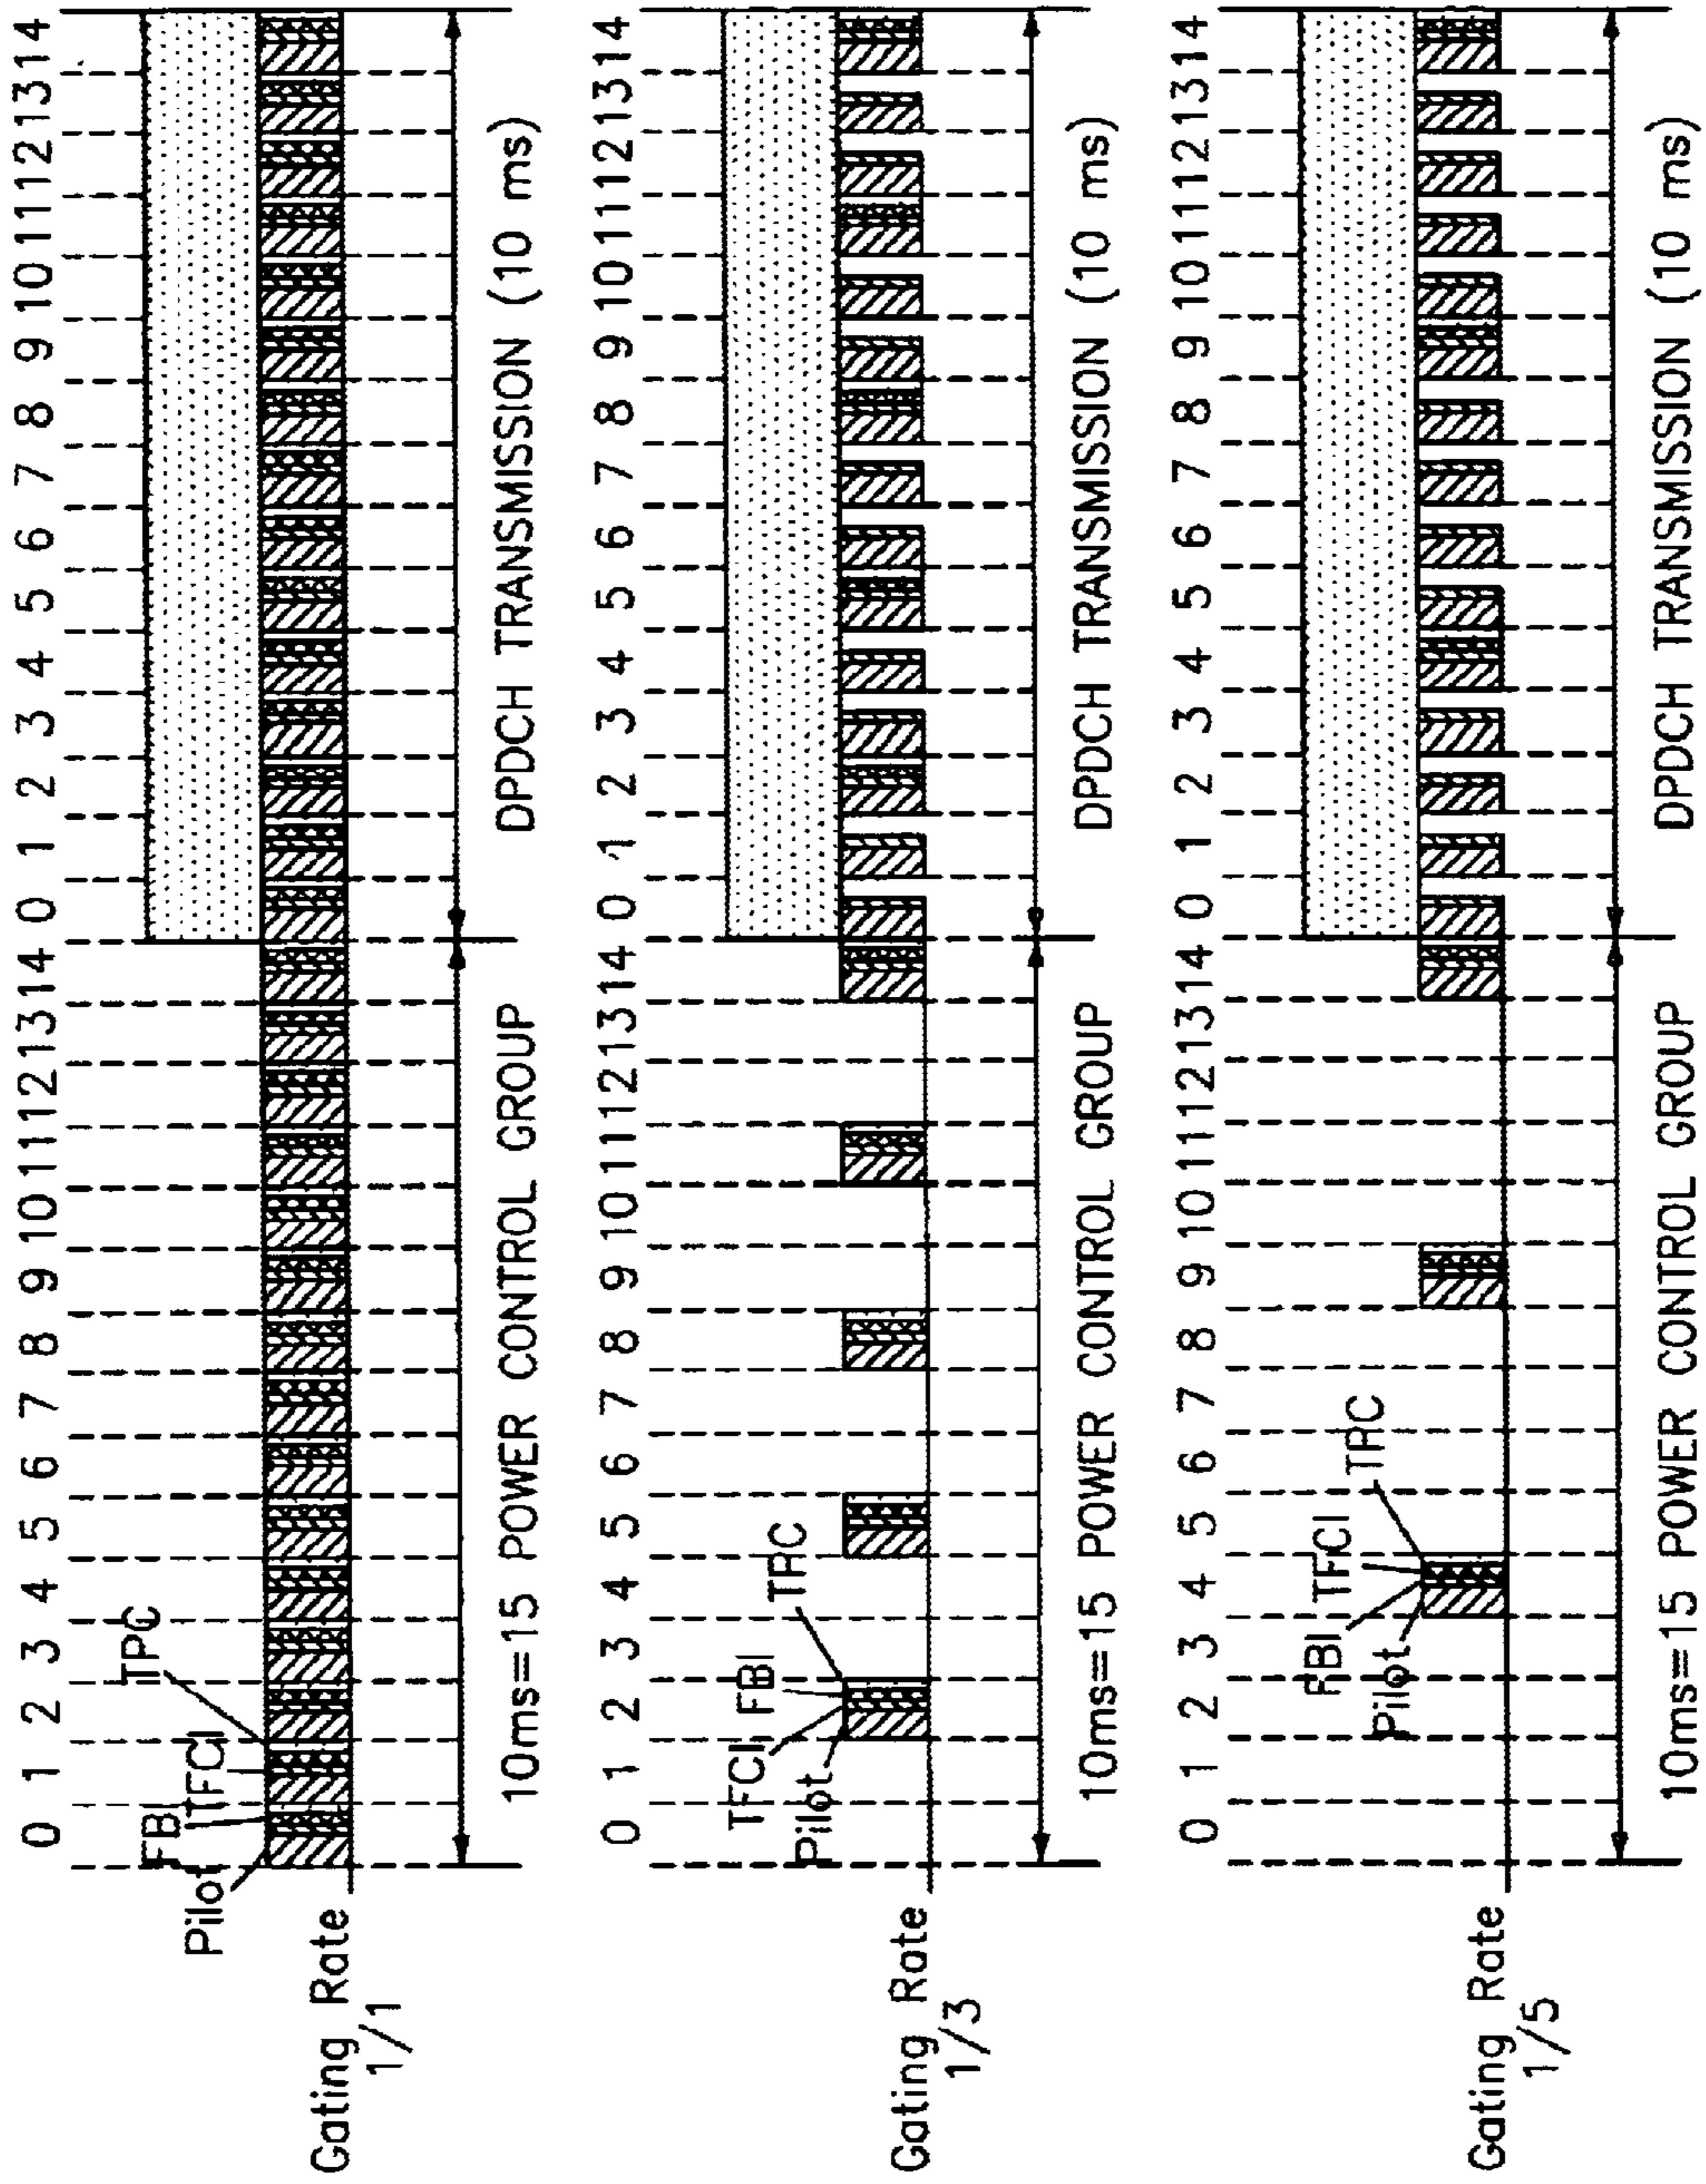 0 1 2 3 4 5 6 7 8 9 10 11 12 13 14 0 1 2 3 4 5 6 7 8 9 10 11 12 13 14
TPC
FBI TFCI
Pilot
Gating Rate
1/1
10ms=15 POWER CONTROL GROUP DPDCH TRANSMISSION (10 ms)
0 1 2 3 4 5 6 7 8 9 10 11 12 13 14 0 1 2 3 4 5 6 7 8 9 10 11 12 13 14
TFCI FBI TPC
Pilot
Gating Rate
1/3
10ms=15 POWER CONTROL GROUP DPDCH TRANSMISSION (10 ms)
0 1 2 3 4 5 6 7 8 9 10 11 12 13 14 0 1 2 3 4 5 6 7 8 9 10 11 12 13 14
FBI TFCI TPC
Pilot
Gating Rate
1/5
10ms=15 POWER CONTROL GROUP DPDCH TRANSMISSION (10 ms)